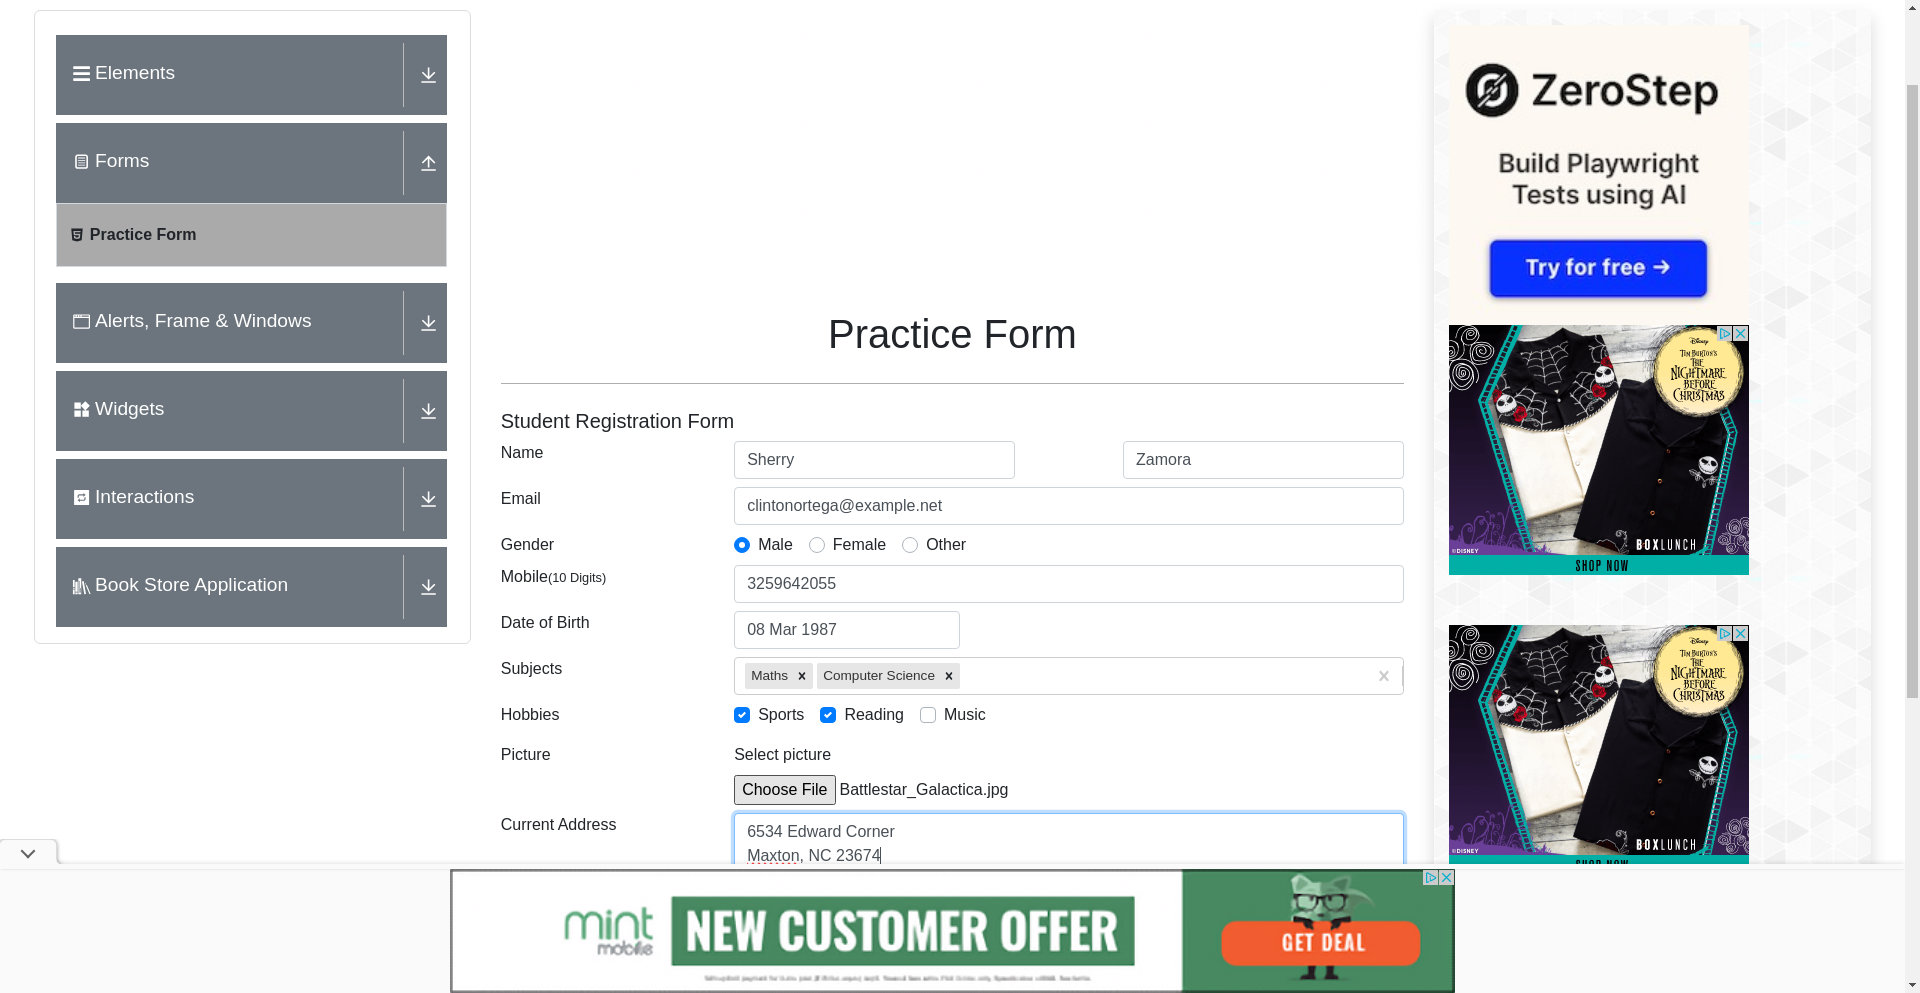 Elements
Forms
Practice Form
Alerts, Frame & Windows
Widgets
Interactions
Book Store Application
Practice Form
Student Registration Form
Name Sherry Zamora
Email clintonortega@example.net
Gender Male Female Other
Mobile(10 Digits) 3259642055
Date of Birth 08 Mar 1987
Subjects Maths Computer Science
Hobbies Sports Reading Music
Picture Select picture
Choose File Battlestar_Galactica.jpg
Current Address 6534 Edward Corner
Maxton, NC 23674
ZeroStep
Build Playwright
Tests using AI
Try for free →
Disney
TIM BURTON'S
THE
NIGHTMARE
BEFORE
CHRISTMAS
©DISNEY BOXLUNCH
SHOP NOW
Disney
TIM BURTON'S
THE
NIGHTMARE
BEFORE
CHRISTMAS
©DISNEY BOXLUNCH
SHOP NOW
mint
mobile
NEW CUSTOMER OFFER
GET DEAL